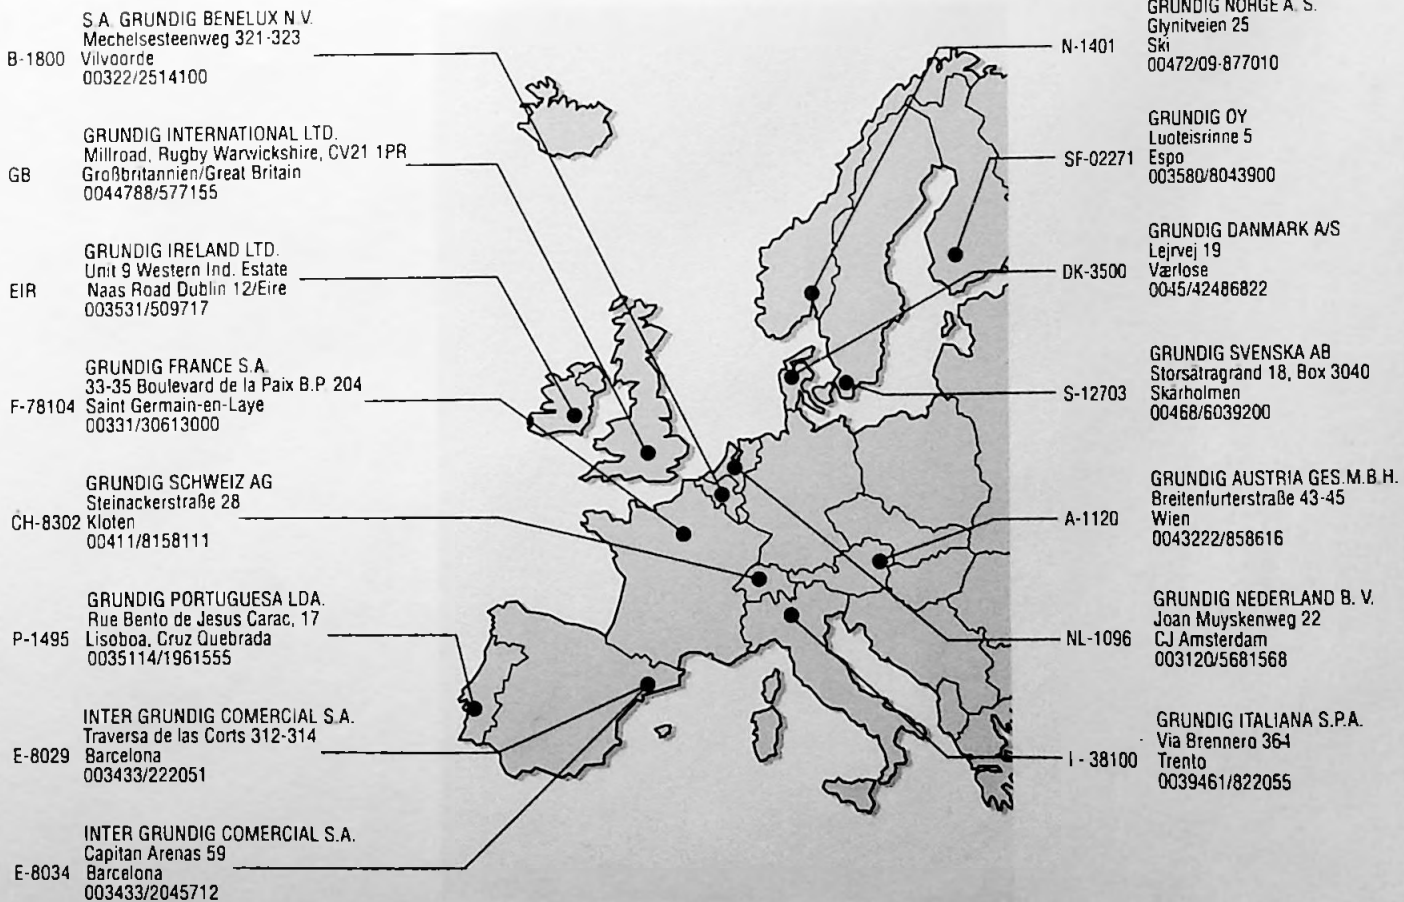 S.A. GRUNDIG BENELUX N.V.
Mechelsesteenweg 321-323
B-1800 Vilvoorde
00322/2514100
GRUNDIG INTERNATIONAL LTD.
Millroad, Rugby Warwickshire, CV21 1PR
GB Großbritannien/Great Britain
0044788/577155
GRUNDIG IRELAND LTD.
Unit 9 Western Ind. Estate
EIR Naas Road Dublin 12/Eire
003531/509717
GRUNDIG FRANCE S.A.
33-35 Boulevard de la Paix B.P. 204
F-78104 Saint Germain-en-Laye
00331/30613000
GRUNDIG SCHWEIZ AG
Steinackerstraße 28
CH-8302 Kloten
00411/8158111
GRUNDIG PORTUGUESA LDA.
Rue Bento de Jesus Carac, 17
P-1495 Lisoboa, Cruz Quebrada
0035114/1961555
INTER GRUNDIG COMERCIAL S.A.
Traversa de las Corts 312-314
E-8029 Barcelona
003433/222051
INTER GRUNDIG COMERCIAL S.A.
Capitan Arenas 59
E-8034 Barcelona
003433/2045712
GRUNDIG NORGE A. S.
Glynitveien 25
N-1401 Ski
00472/09-877010
GRUNDIG OY
Luoteisrinne 5
SF-02271 Espo
003580/8043900
GRUNDIG DANMARK A/S
Lejrvej 19
DK-3500 Værlose
0045/42486822
GRUNDIG SVENSKA AB
Storsätragrand 18, Box 3040
S-12703 Skärholmen
00468/6039200
GRUNDIG AUSTRIA GES.M.B.H.
Breitenfurterstraße 43-45
A-1120 Wien
0043222/858616
GRUNDIG NEDERLAND B. V.
Joan Muyskenweg 22
NL-1096 CJ Amsterdam
003120/5681568
GRUNDIG ITALIANA S.P.A.
Via Brennero 364
I - 38100 Trento
0039461/822055